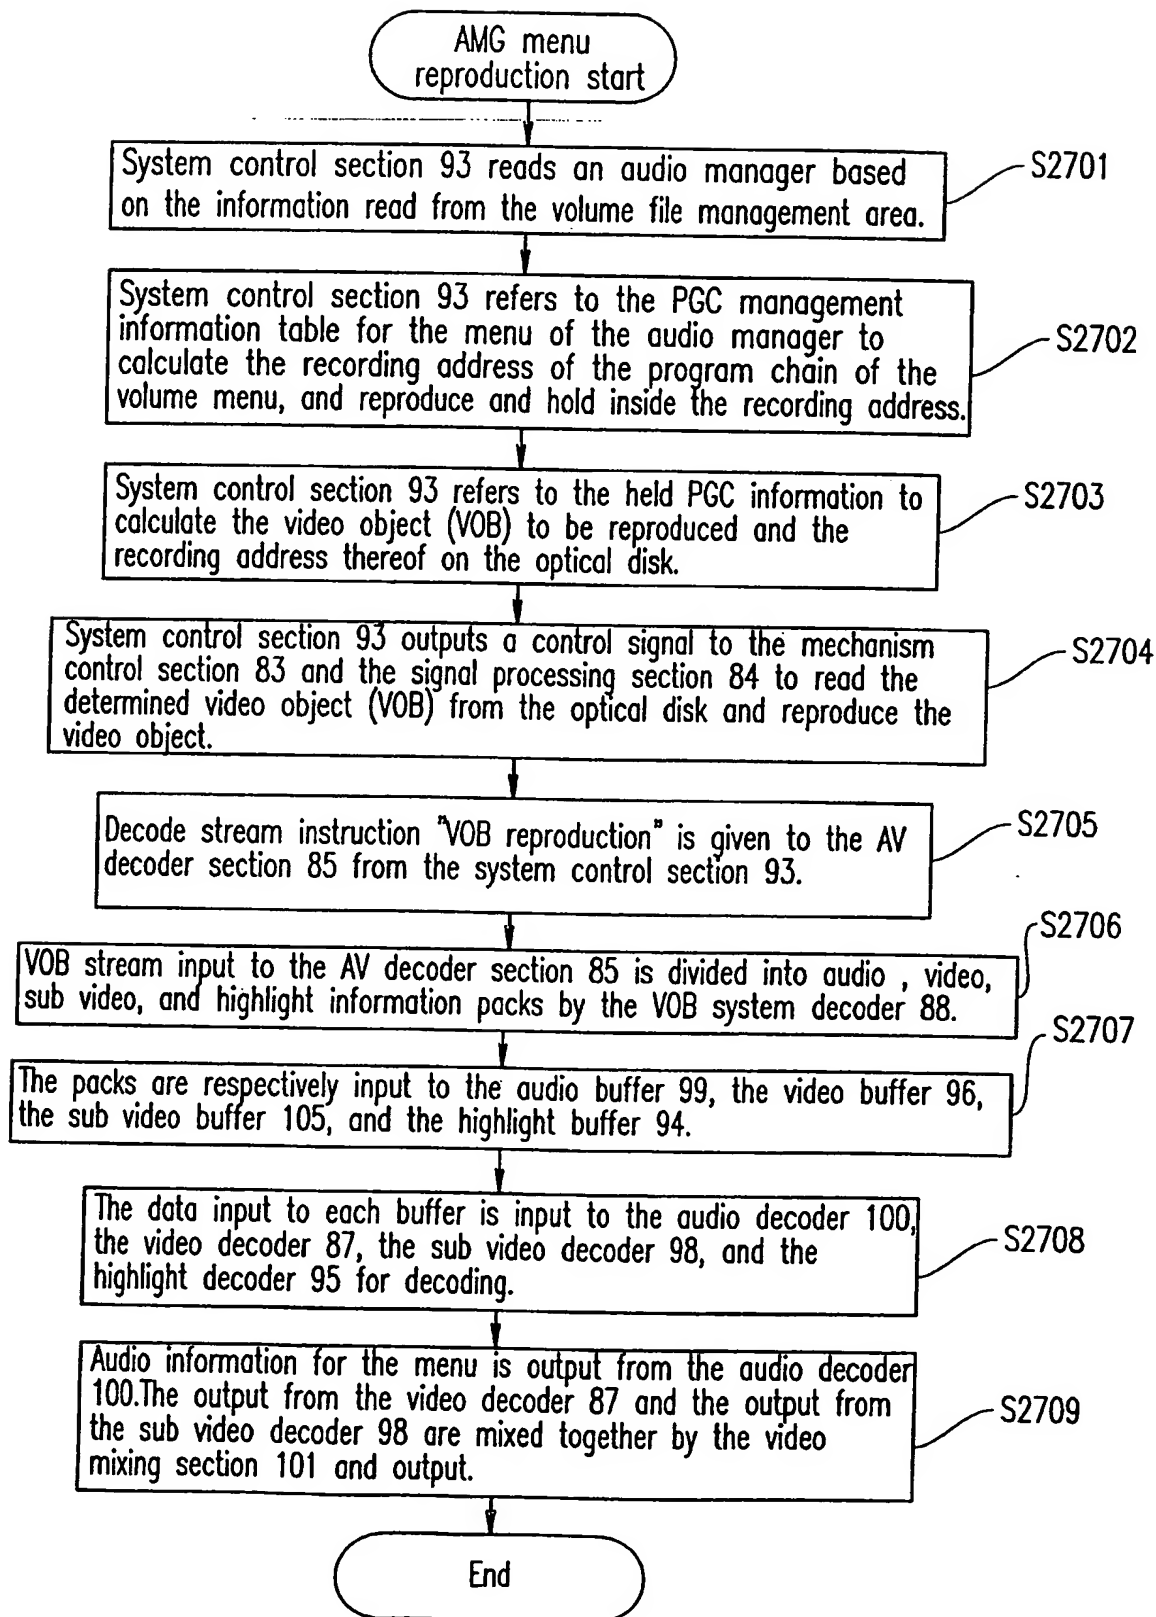 AMG menu
reproduction start
System control section 93 reads an audio manager based
on the information read from the volume file management area.
S2701
System control section 93 refers to the PGC management
information table for the menu of the audio manager to
calculate the recording address of the program chain of the
volume menu, and reproduce and hold inside the recording address.
S2702
System control section 93 refers to the held PGC information to
calculate the video object (VOB) to be reproduced and the
recording address thereof on the optical disk.
S2703
System control section 93 outputs a control signal to the mechanism
control section 83 and the signal processing section 84 to read the
determined video object (VOB) from the optical disk and reproduce the
video object.
S2704
Decode stream instruction "VOB reproduction" is given to the AV
decoder section 85 from the system control section 93.
S2705
VOB stream input to the AV decoder section 85 is divided into audio , video,
sub video, and highlight information packs by the VOB system decoder 88.
S2706
The packs are respectively input to the audio buffer 99, the video buffer 96,
the sub video buffer 105, and the highlight buffer 94.
S2707
The data input to each buffer is input to the audio decoder 100,
the video decoder 87, the sub video decoder 98, and the
highlight decoder 95 for decoding.
S2708
Audio information for the menu is output from the audio decoder
100.The output from the video decoder 87 and the output from
the sub video decoder 98 are mixed together by the video
mixing section 101 and output.
S2709
End